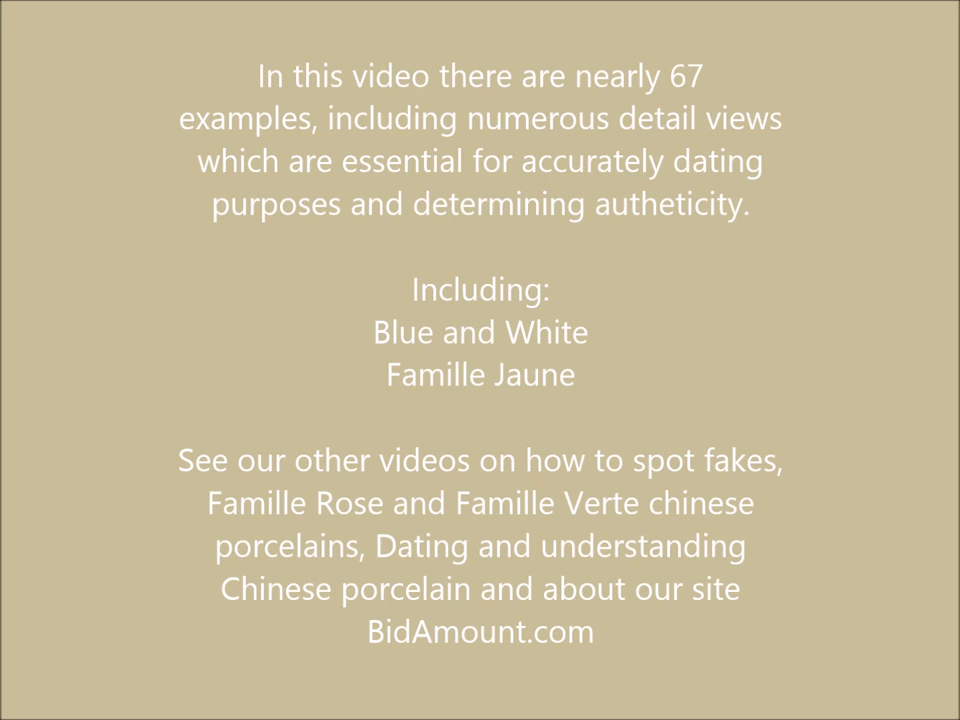 In this video there are nearly 67
examples, including numerous detail views
which are essential for accurately dating
purposes and determining autheticity.
Including:
Blue and White
Famille Jaune
See our other videos on how to spot fakes,
Famille Rose and Famille Verte chinese
porcelains, Dating and understanding
Chinese porcelain and about our site
BidAmount.com